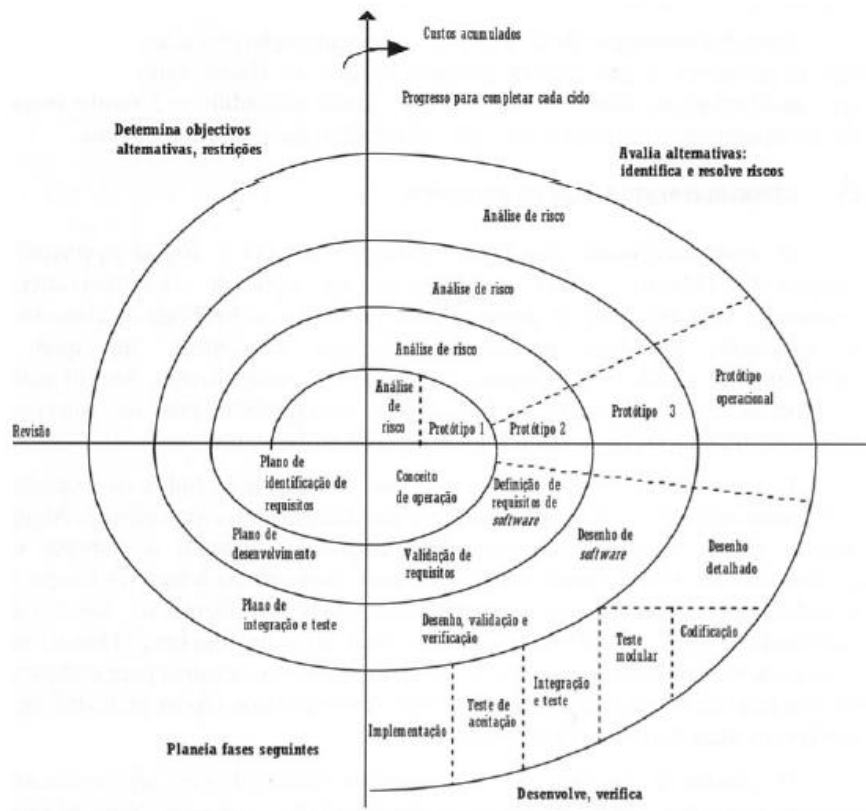 Custos acumulados
Progresso para completar cada ciclo
Determina objectivos
alternativas, restrições
Avalia alternativas:
identifica e resolve riscos
Análise de risco
Análise de risco
Análise de risco
Análise
de
risco
Protótipo 1
Protótipo 2
Protótipo 3
Protótipo
operacional
Revisão
Plano de
identificação de
requisitos
Conceito
de operação
Definição de
requisitos de
software
Plano de
desenvolvimento
Validação de
requisitos
Desenho de
software
Desenho
detalhado
Plano de
integração e teste
Desenho, validação e
verificação
Teste
modular
Codificação
Integração
e teste
Teste de
aceitação
Implementação
Planeia fases seguintes
Desenvolve, verifica